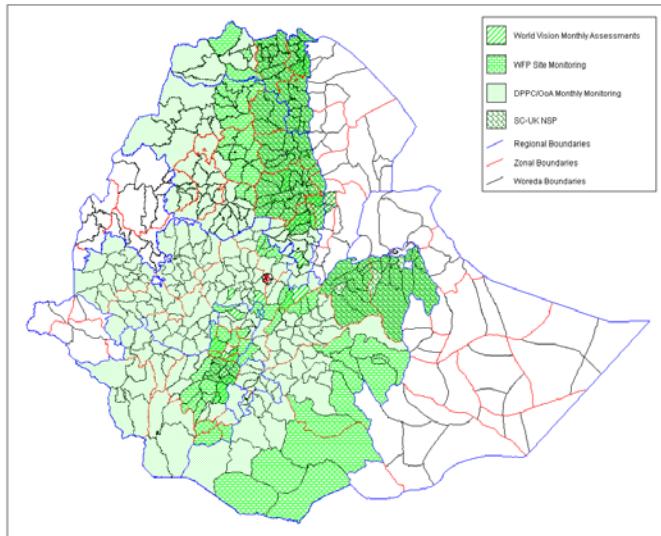 World Vision Monthly Assessments
WFP Site Monitoring
DPPC/OoA Monthly Monitoring
SC-UK NSP
Regional Boundaries
Zonal Boundaries
Woreda Boundaries